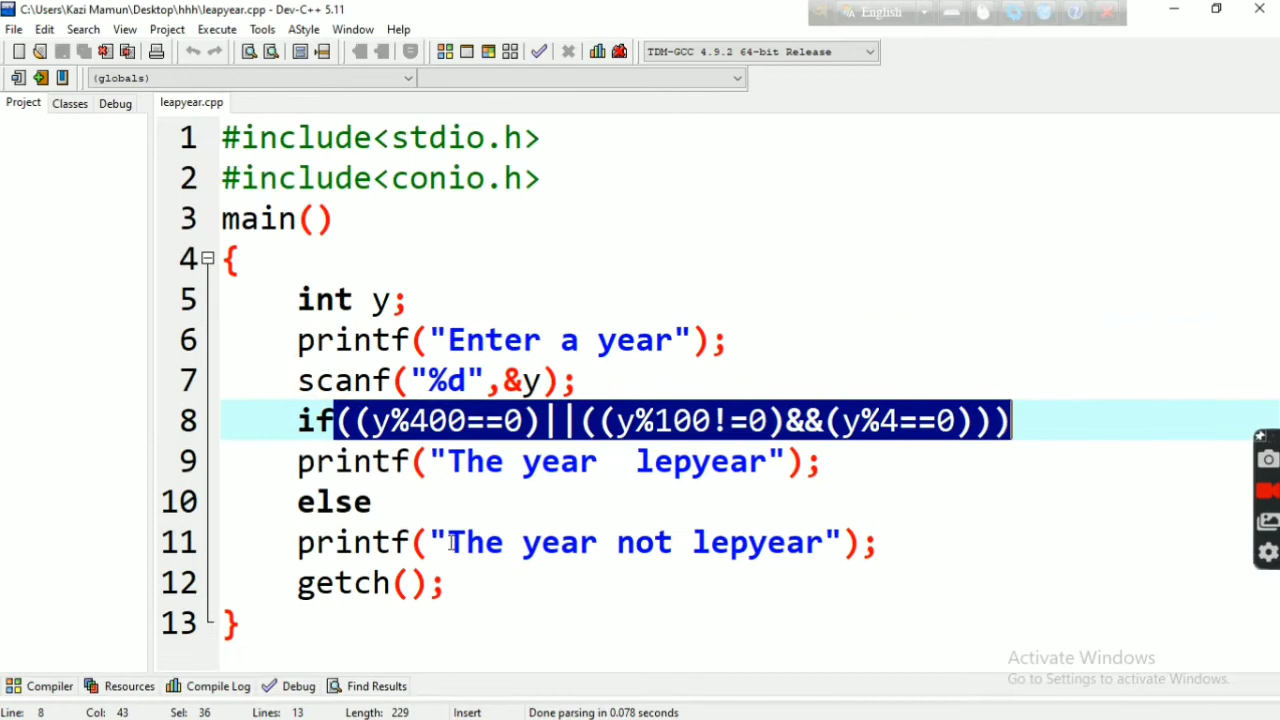 C:\Users\Kazi Mamun\Desktop\hhh\leapyear.cpp - Dev-C++ 5.11
English
File Edit Search View Project Execute Tools AStyle Window Help
TDM-GCC 4.9.2 64-bit Release
(globals)
Project Classes Debug leapyear.cpp
1 #include<stdio.h>
2 #include<conio.h>
3 main()
4 {
5 int y;
6 printf("Enter a year");
7 scanf("%d",&y);
8 if((y%400==0)||((y%100!=0)&&(y%4==0)))
9 printf("The year  lepyear");
10 else
11 printf("The year not lepyear");
12 getch();
13 }
Activate Windows
Go to Settings to activate Windows.
Compiler Resources Compile Log Debug Find Results
Line: 8 Col: 43 Sel: 36 Lines: 13 Length: 229 Insert Done parsing in 0.078 seconds